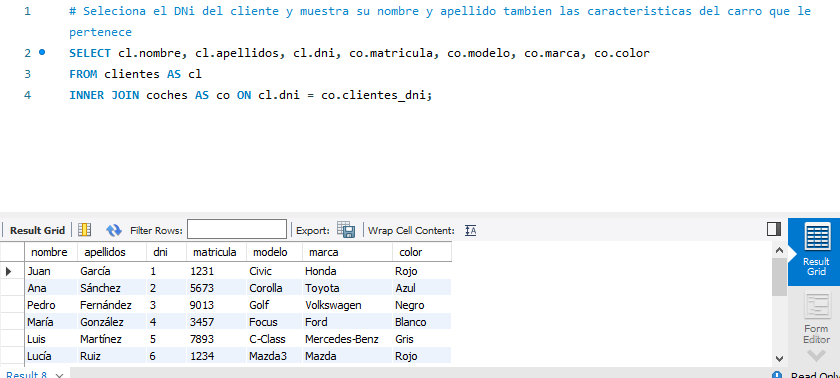 1 # Seleciona el DNi del cliente y muestra su nombre y apellido tambien las caracteristicas del carro que le
pertenece
2 SELECT cl.nombre, cl.apellidos, cl.dni, co.matricula, co.modelo, co.marca, co.color
3 FROM clientes AS cl
4 INNER JOIN coches AS co ON cl.dni = co.clientes_dni;
Result Grid Filter Rows: Export: Wrap Cell Content:
nombre apellidos dni matricula modelo marca color
Juan García 1 1231 Civic Honda Rojo
Ana Sánchez 2 5673 Corolla Toyota Azul
Pedro Fernández 3 9013 Golf Volkswagen Negro
María González 4 3457 Focus Ford Blanco
Luis Martínez 5 7893 C-Class Mercedes-Benz Gris
Lucía Ruiz 6 1234 Mazda3 Mazda Rojo
Result
Grid
Form
Editor
Result 8
Read Only